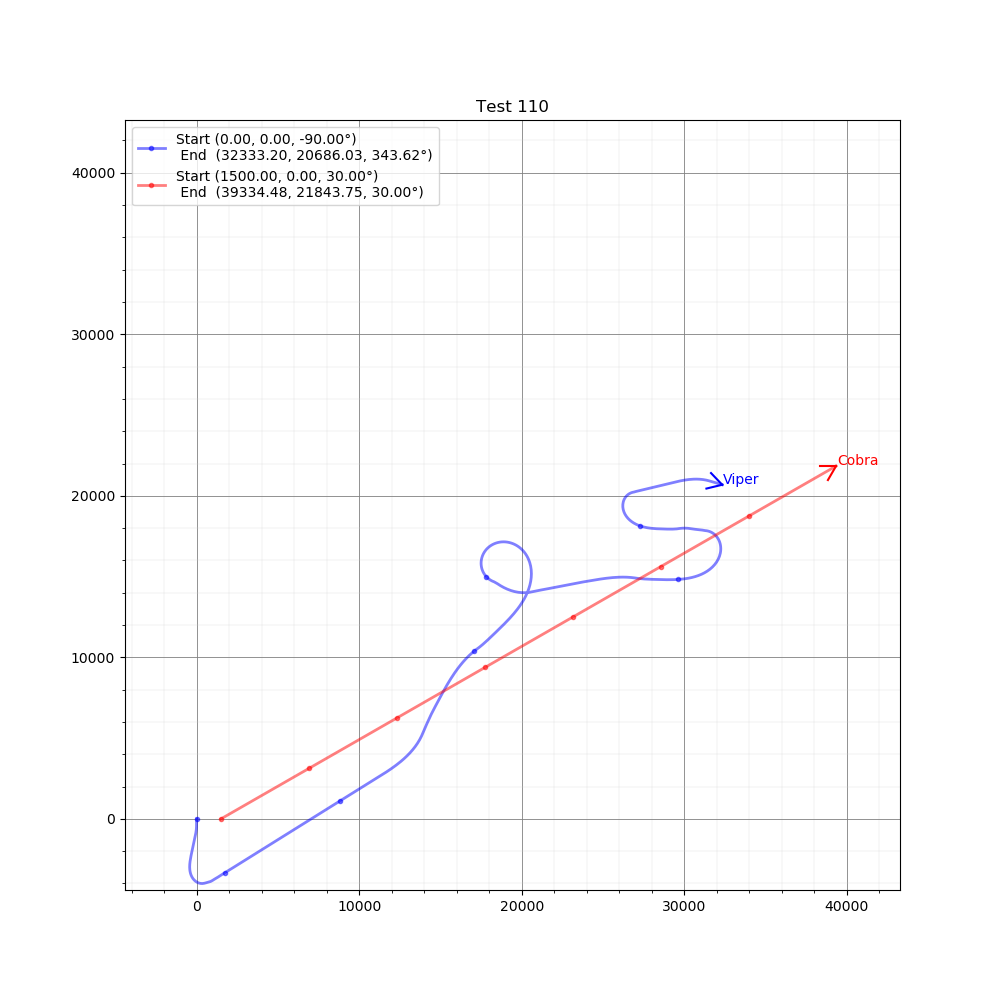 Test 110
Start (0.00, 0.00, -90.00°)
End (32333.20, 20686.03, 343.62°)
Start (1500.00, 0.00, 30.00°)
End (39334.48, 21843.75, 30.00°)
40000
30000
20000
10000
0
Cobra
Viper
0
10000
20000
30000
40000